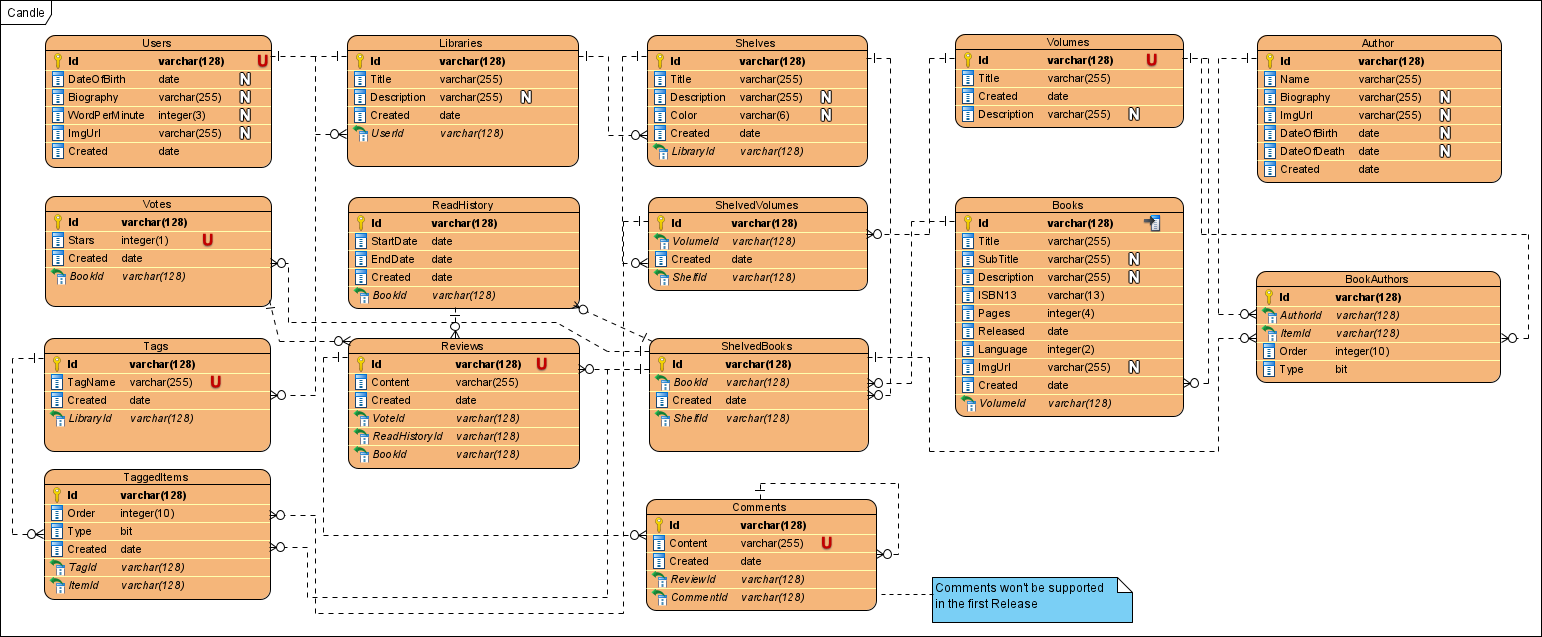 Candle
Users
Id varchar(128) U
DateOfBirth date N
Biography varchar(255) N
WordPerMinute integer(3) N
ImgUrl varchar(255) N
Created date
Libraries
Id varchar(128)
Title varchar(255)
Description varchar(255) N
Created date
UserId varchar(128)
Shelves
Id varchar(128)
Title varchar(255)
Description varchar(255) N
Color varchar(6) N
Created date
LibraryId varchar(128)
Volumes
Id varchar(128) U
Title varchar(255)
Created date
Description varchar(255) N
Author
Id varchar(128)
Name varchar(255)
Biography varchar(255) N
ImgUrl varchar(255) N
DateOfBirth date N
DateOfDeath date N
Created date
Votes
Id varchar(128)
Stars integer(1) U
Created date
BookId varchar(128)
ReadHistory
Id varchar(128)
StartDate date
EndDate date
Created date
BookId varchar(128)
ShelvedVolumes
Id varchar(128)
VolumeId varchar(128)
Created date
ShelfId varchar(128)
Books
Id varchar(128)
Title varchar(255)
SubTitle varchar(255) N
Description varchar(255) N
ISBN13 varchar(13)
Pages integer(4)
Released date
Language integer(2)
ImgUrl varchar(255) N
Created date
VolumeId varchar(128)
BookAuthors
Id varchar(128)
AuthorId varchar(128)
ItemId varchar(128)
Order integer(10)
Type bit
Tags
Id varchar(128)
TagName varchar(255) U
Created date
LibraryId varchar(128)
Reviews
Id varchar(128) U
Content varchar(255)
Created date
VoteId varchar(128)
ReadHistoryId varchar(128)
BookId varchar(128)
ShelvedBooks
Id varchar(128)
BookId varchar(128)
Created date
ShelfId varchar(128)
TaggedItems
Id varchar(128)
Order integer(10)
Type bit
Created date
TagId varchar(128)
ItemId varchar(128)
Comments
Id varchar(128)
Content varchar(255) U
Created date
ReviewId varchar(128)
CommentId varchar(128)
Comments won't be supported
in the first Release